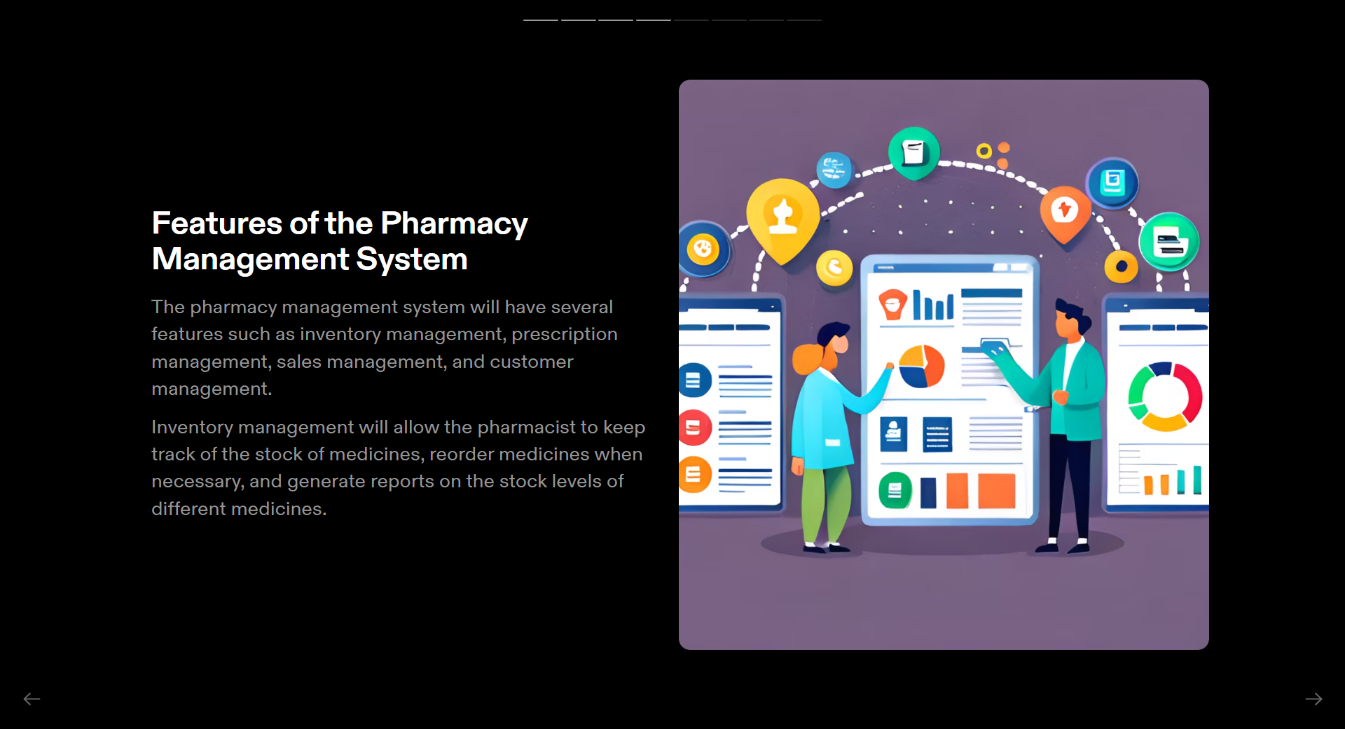 Features of the Pharmacy
Management System
The pharmacy management system will have several
features such as inventory management, prescription
management, sales management, and customer
management.
Inventory management will allow the pharmacist to keep
track of the stock of medicines, reorder medicines when
necessary, and generate reports on the stock levels of
different medicines.